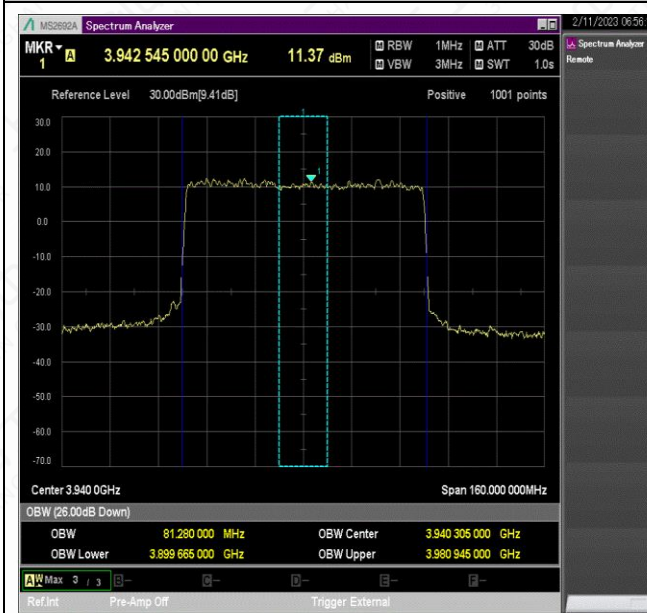 MS2692A Spectrum Analyzer
2/11/2023 06:56:
MKR 1 A 3.942 545 000 00 GHz 11.37 dBm
RBW 1MHz ATT 30dB
VBW 3MHz SWT 1.0s
Spectrum Analyzer
Remote
Reference Level 30.00dBm[9.41dB] Positive 1001 points
1
30.0
20.0
1
10.0
0.0
-10.0
-20.0
-30.0
-40.0
-50.0
-60.0
-70.0
Center 3.940 0GHz Span 160.000 000MHz
OBW (26.00dB Down)
OBW 81.280 000 MHz OBW Center 3.940 305 000 GHz
OBW Lower 3.899 665 000 GHz OBW Upper 3.980 945 000 GHz
A W Max 3 / 3 B- C- D- E- F-
Ref.Int Pre-Amp Off Trigger External